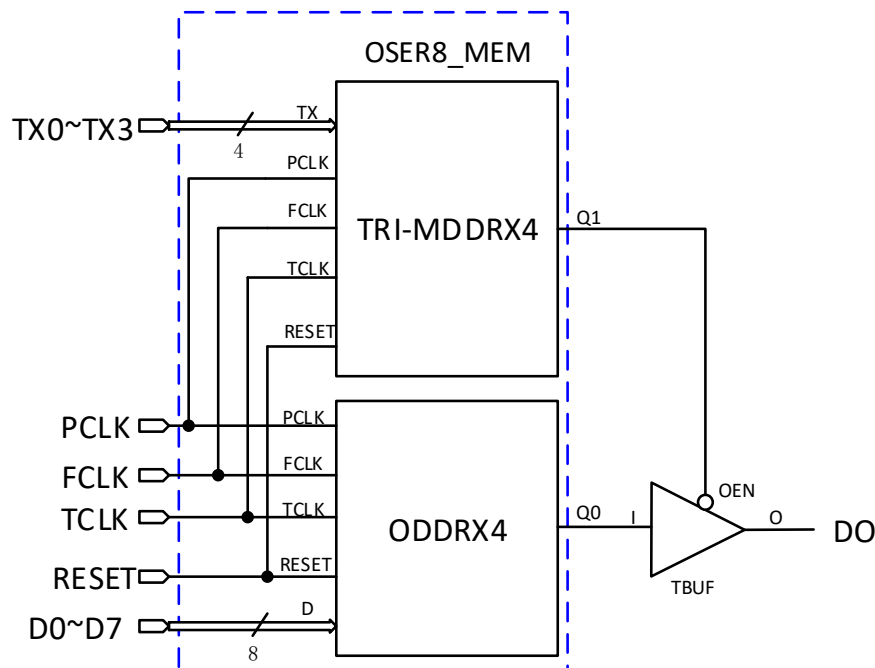 OSER8_MEM
TX0~TX3
4
TX
PCLK
FCLK
TCLK
RESET
TRI-MDDRX4
Q1
PCLK
FCLK
TCLK
RESET
D0~D7
8
PCLK
FCLK
TCLK
RESET
D
ODDRX4
Q0
I
OEN
O
DO
TBUF